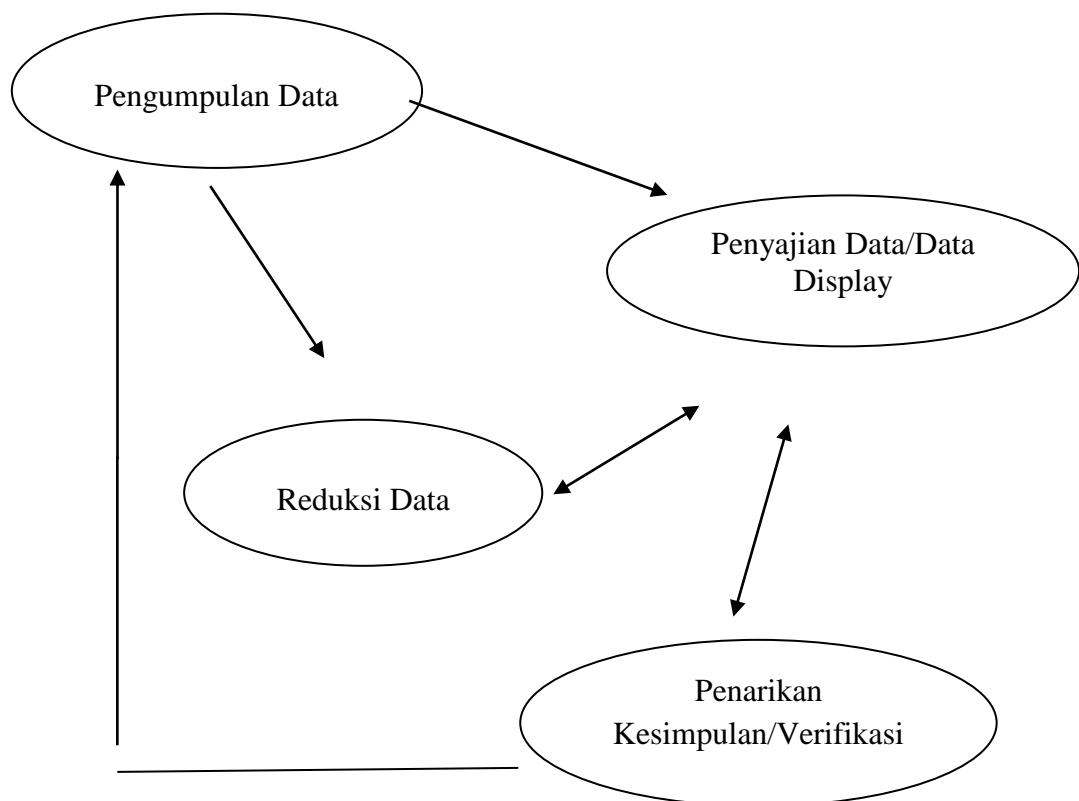 Pengumpulan Data
Penyajian Data/Data
Display
Reduksi Data
Penarikan
Kesimpulan/Verifikasi